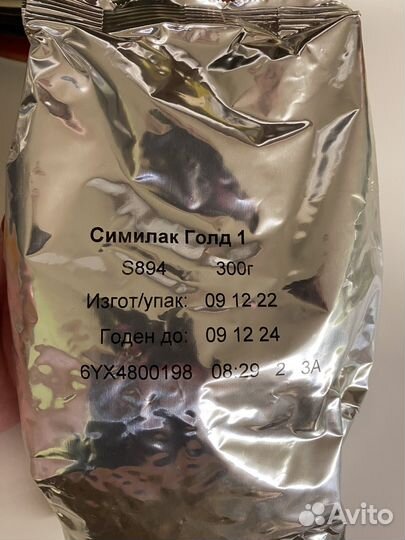 Симилак Голд 1
S894 300г
Изгот/упак: 09 12 22
Годен до: 09 12 24
6YX4800198 08:29 2 3А
Avito